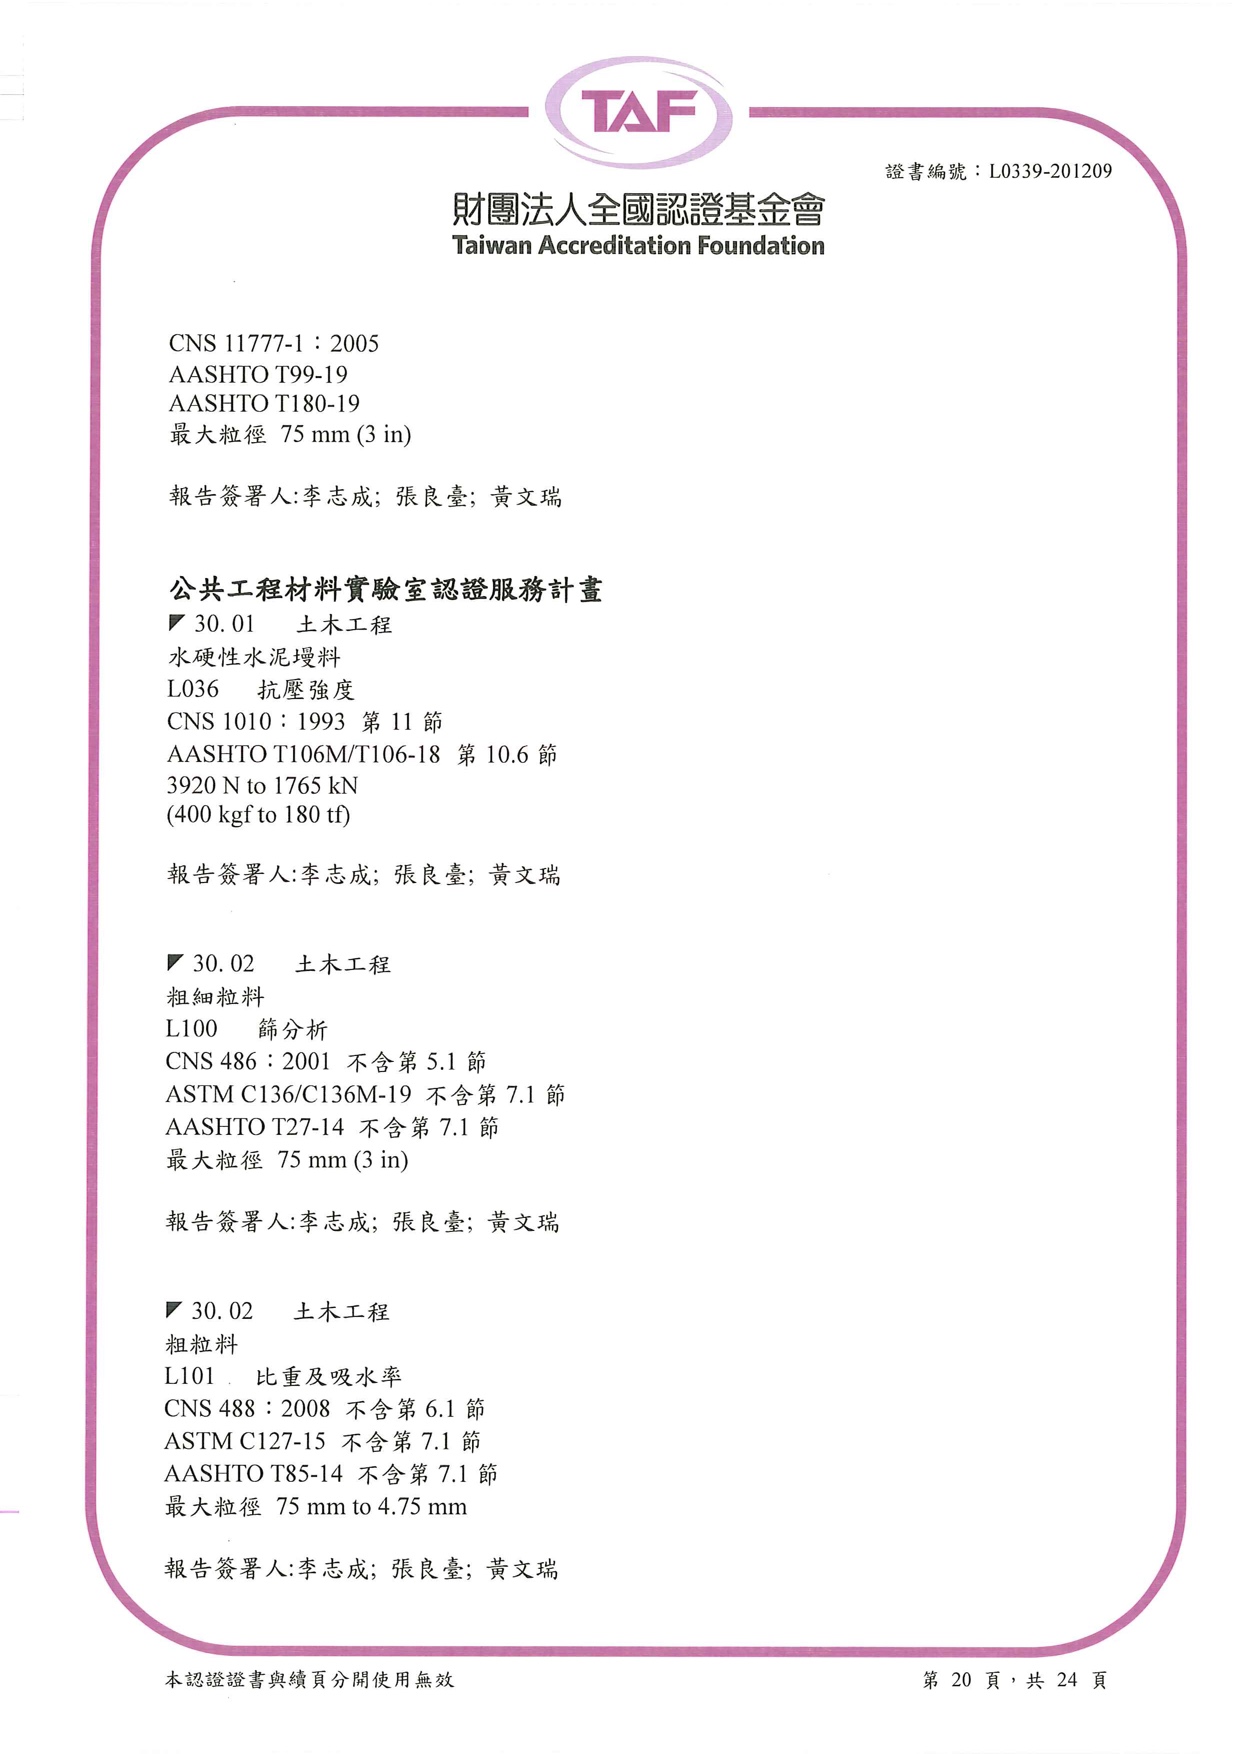 TAF
證書編號：L0339-201209
財團法人全國認證基金會
Taiwan Accreditation Foundation
CNS 11777-1：2005
AASHTO T99-19
AASHTO T180-19
最大粒徑 75 mm (3 in)
報告簽署人:李志成; 張良臺; 黃文瑞
公共工程材料實驗室認證服務計畫
◤ 30.01 土木工程
水硬性水泥墁料
L036 抗壓強度
CNS 1010：1993 第 11 節
AASHTO T106M/T106-18 第 10.6 節
3920 N to 1765 kN
(400 kgf to 180 tf)
報告簽署人:李志成; 張良臺; 黃文瑞
◤ 30.02 土木工程
粗細粒料
L100 篩分析
CNS 486：2001 不含第 5.1 節
ASTM C136/C136M-19 不含第 7.1 節
AASHTO T27-14 不含第 7.1 節
最大粒徑 75 mm (3 in)
報告簽署人:李志成; 張良臺; 黃文瑞
◤ 30.02 土木工程
粗粒料
L101 比重及吸水率
CNS 488：2008 不含第 6.1 節
ASTM C127-15 不含第 7.1 節
AASHTO T85-14 不含第 7.1 節
最大粒徑 75 mm to 4.75 mm
報告簽署人:李志成; 張良臺; 黃文瑞
本認證證書與續頁分開使用無效
第 20 頁，共 24 頁